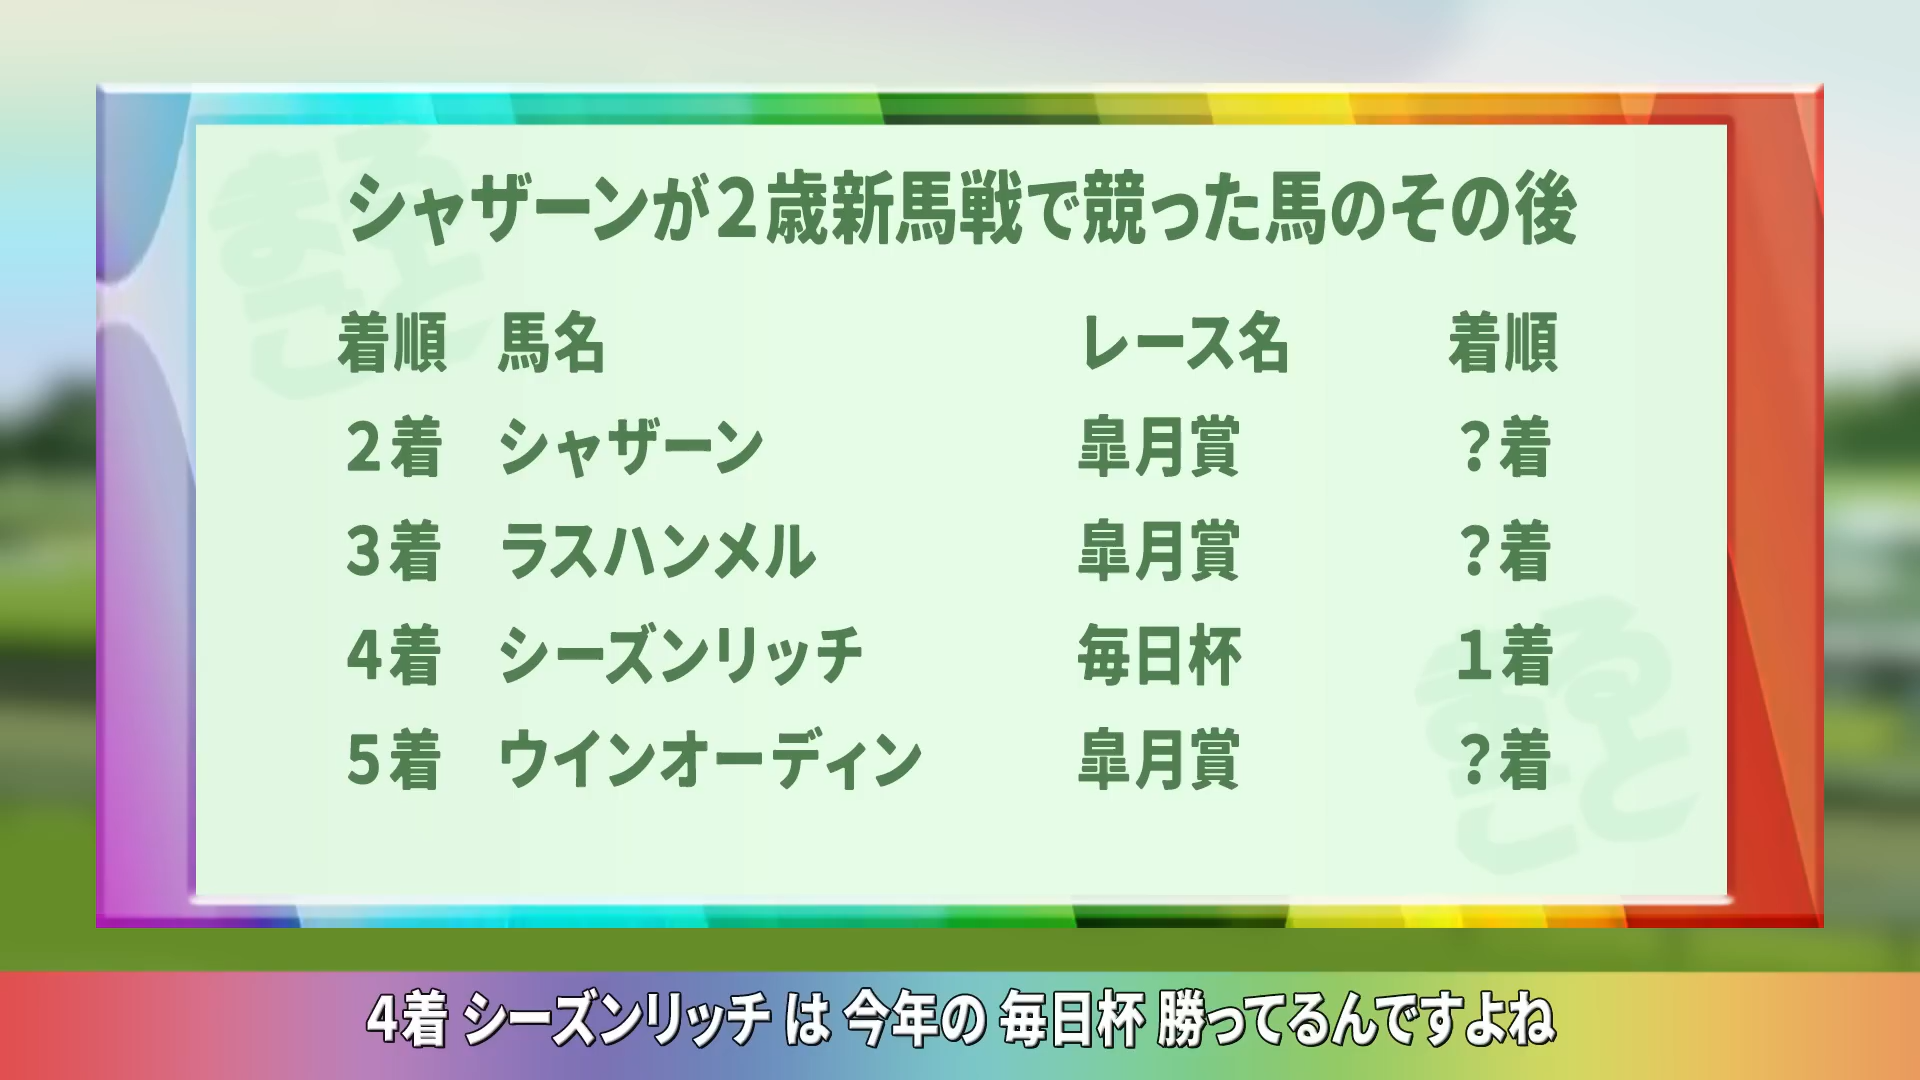 シャザーンが2歳新馬戦で競った馬のその後
着順 馬名 レース名 着順
2着 シャザーン 皐月賞 ?着
3着 ラスハンメル 皐月賞 ?着
4着 シーズンリッチ 毎日杯 1着
5着 ウインオーディン 皐月賞 ?着
4着 シーズンリッチ は 今年の 毎日杯 勝ってるんですよね